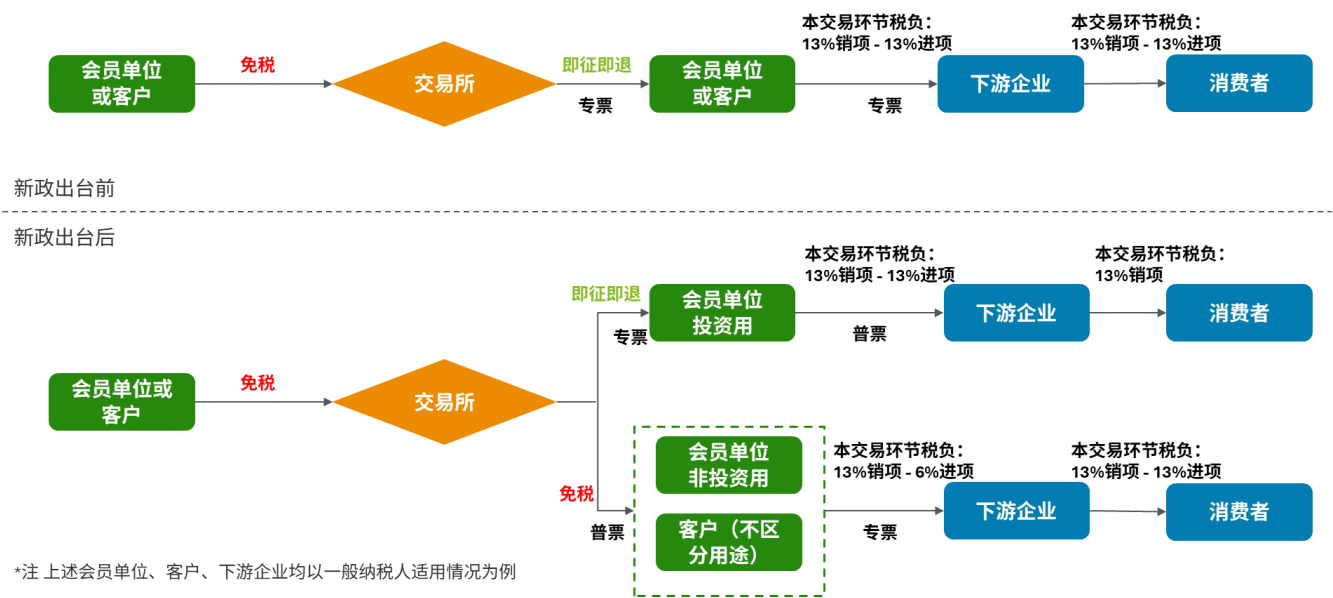 本交易环节税负：
13%销项 - 13%进项
本交易环节税负：
13%销项 - 13%进项
会员单位
或客户
免税
交易所
即征即退
专票
会员单位
或客户
专票
下游企业
消费者
新政出台前
新政出台后
本交易环节税负：
13%销项 - 13%进项
本交易环节税负：
13%销项
即征即退
专票
会员单位
投资用
普票
下游企业
消费者
会员单位或
客户
免税
交易所
免税
普票
会员单位
非投资用
客户（不区
分用途）
本交易环节税负：
13%销项 - 6%进项
专票
下游企业
本交易环节税负：
13%销项 - 13%进项
消费者
*注 上述会员单位、客户、下游企业均以一般纳税人适用情况为例